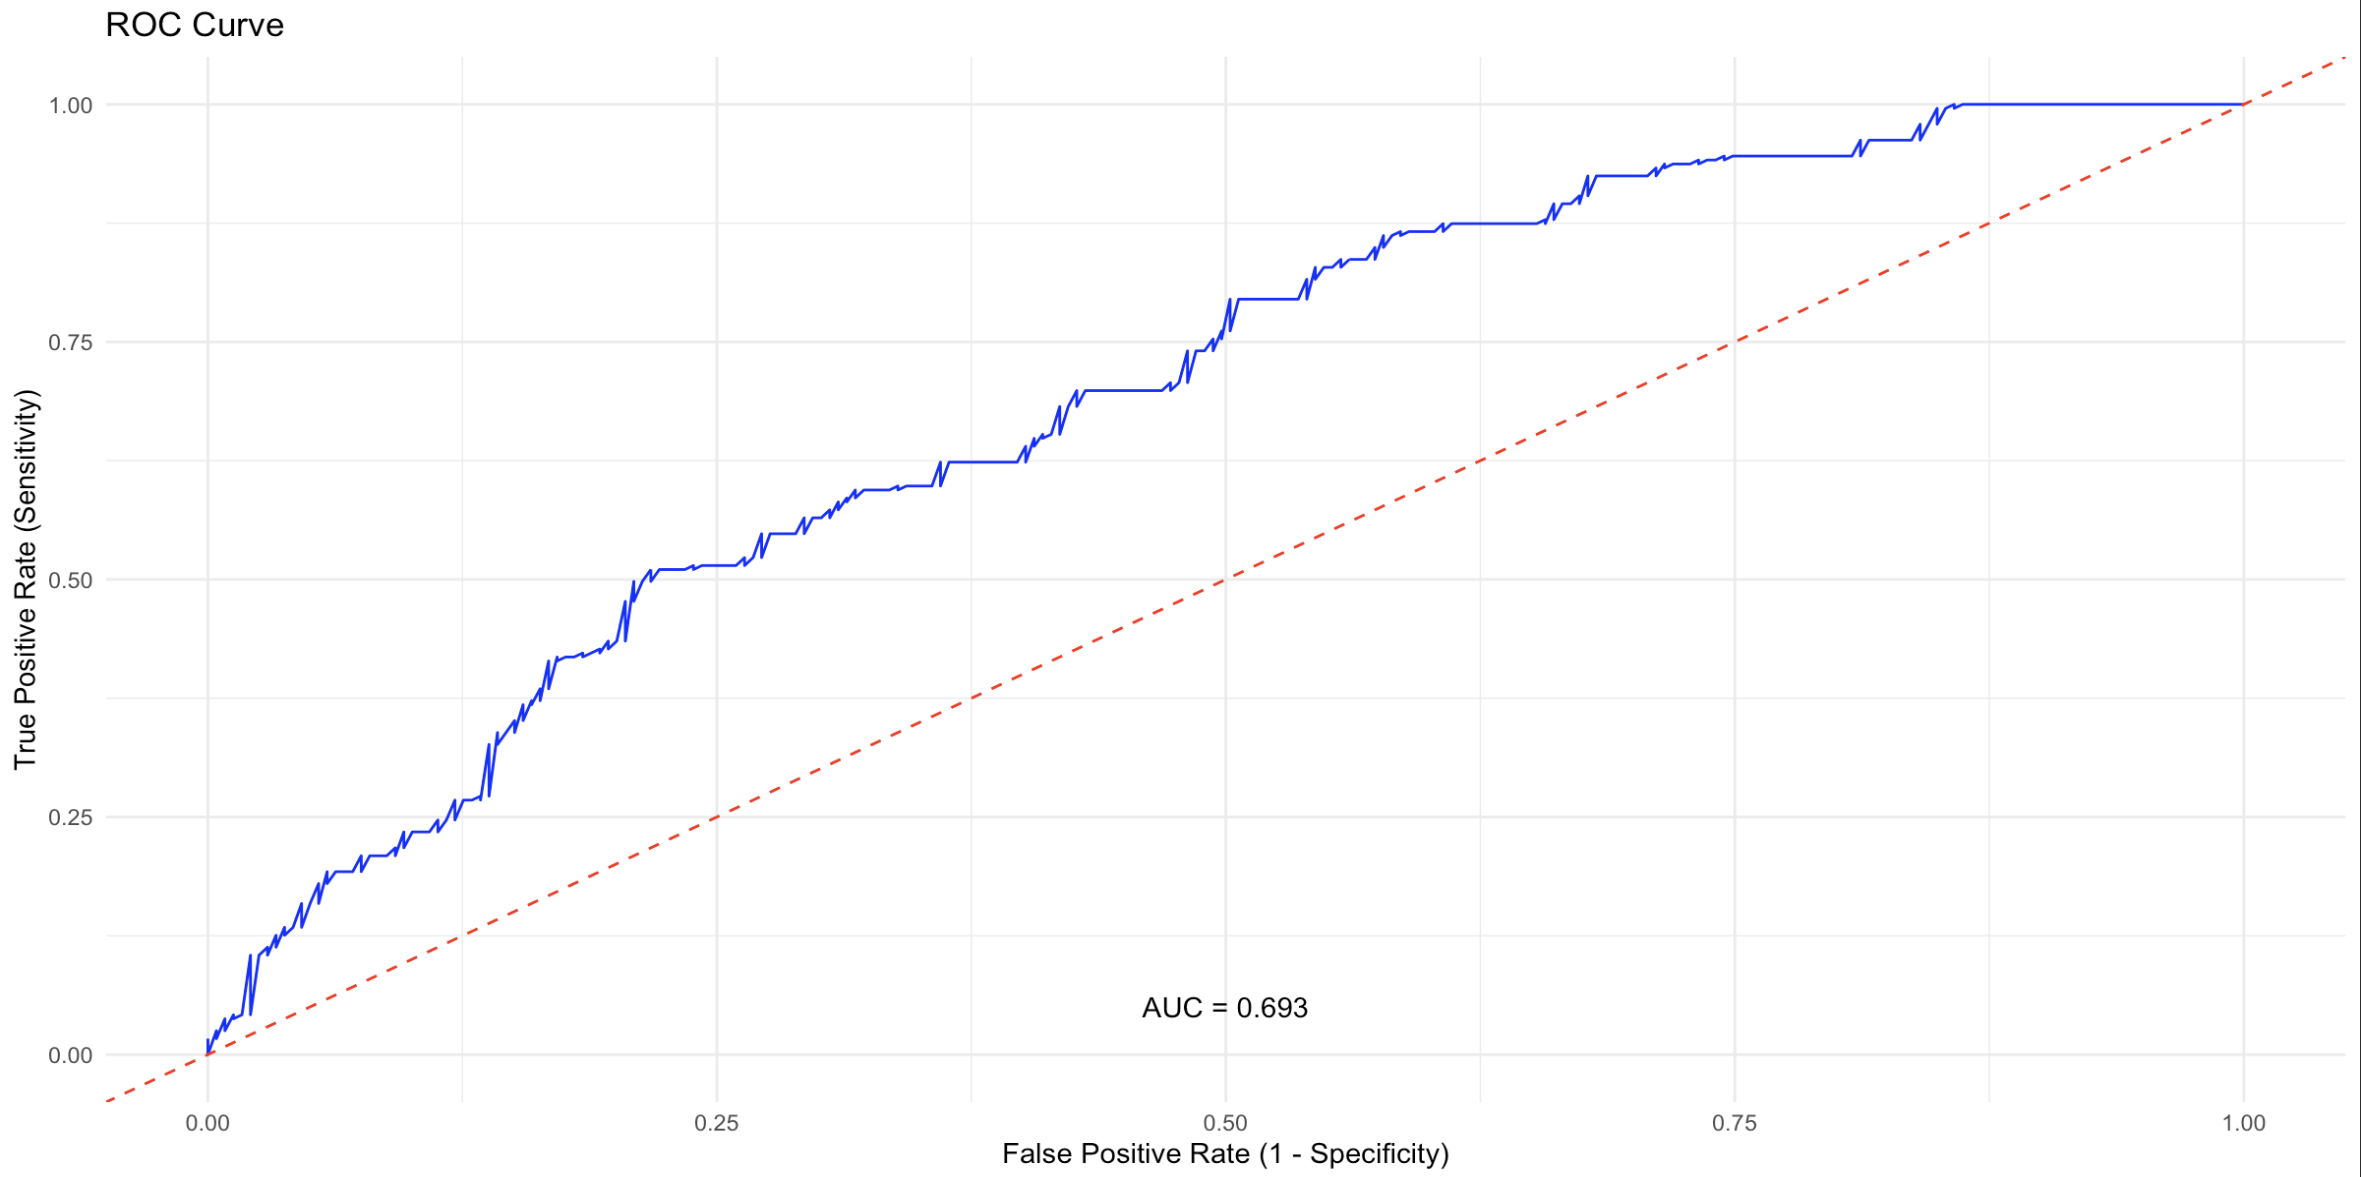 ROC Curve
1.00
0.75
0.50
0.25
0.00
True Positive Rate (Sensitivity)
AUC = 0.693
0.00 0.25 0.50 0.75 1.00
False Positive Rate (1 - Specificity)